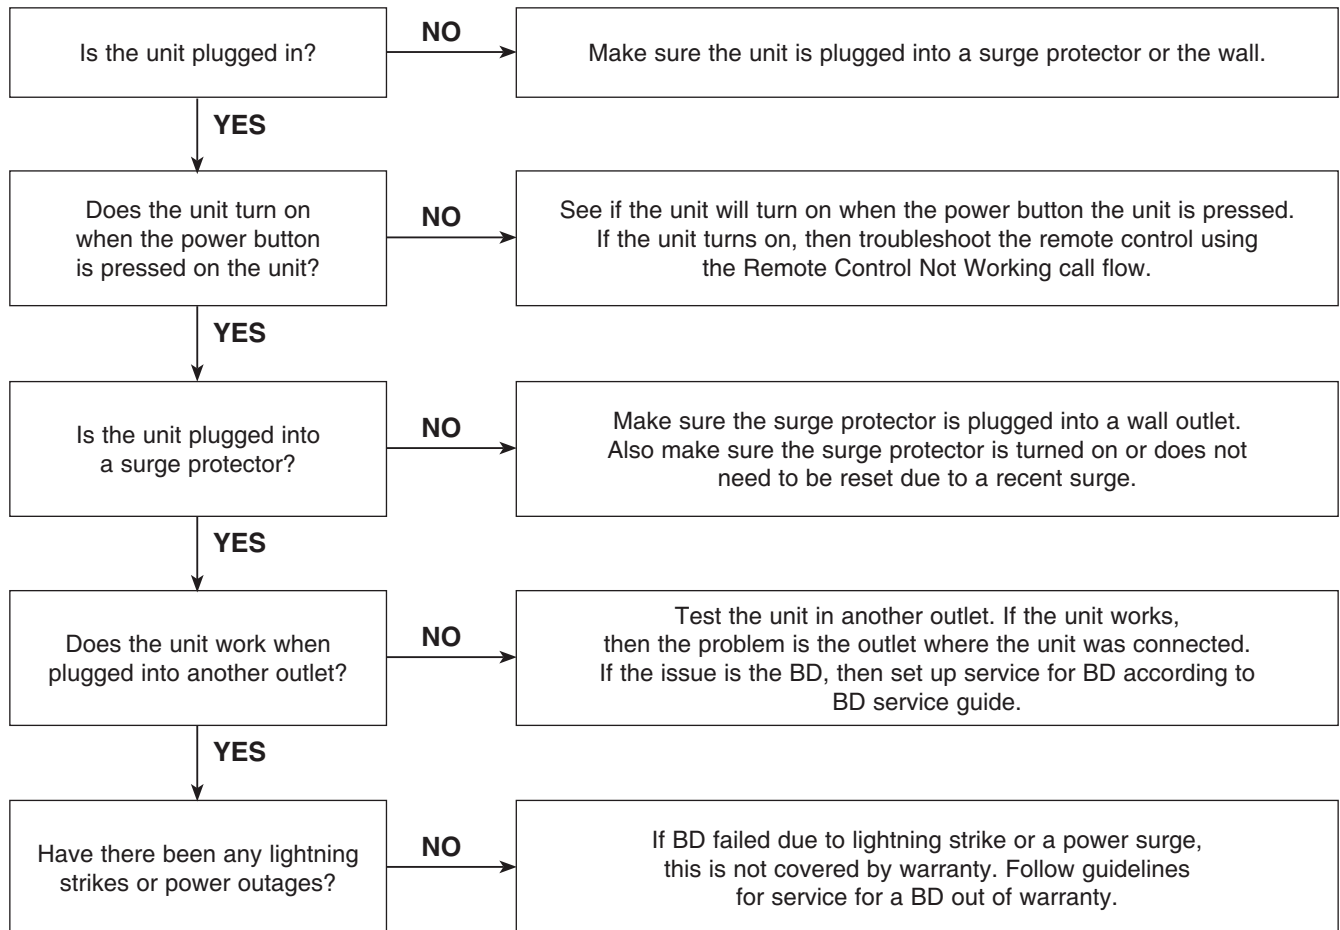 Is the unit plugged in?
NO
Make sure the unit is plugged into a surge protector or the wall.
YES
Does the unit turn on
when the power button
is pressed on the unit?
NO
See if the unit will turn on when the power button the unit is pressed.
If the unit turns on, then troubleshoot the remote control using
the Remote Control Not Working call flow.
YES
Is the unit plugged into
a surge protector?
NO
Make sure the surge protector is plugged into a wall outlet.
Also make sure the surge protector is turned on or does not
need to be reset due to a recent surge.
YES
Does the unit work when
plugged into another outlet?
NO
Test the unit in another outlet. If the unit works,
then the problem is the outlet where the unit was connected.
If the issue is the BD, then set up service for BD according to
BD service guide.
YES
Have there been any lightning
strikes or power outages?
NO
If BD failed due to lightning strike or a power surge,
this is not covered by warranty. Follow guidelines
for service for a BD out of warranty.